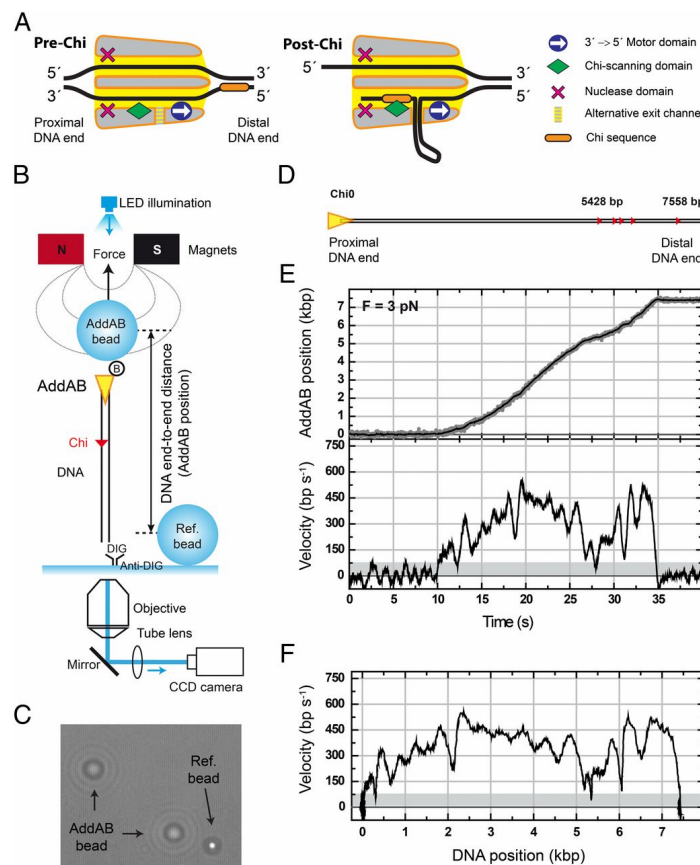 A
Pre-Chi
Post-Chi
5´
3´
3´
5´
5´
3´
3´
5´
Proximal
DNA end
Distal
DNA end
3´ –> 5´ Motor domain
Chi-scanning domain
Nuclease domain
Alternative exit channel
Chi sequence
B
LED illumination
N
Force
S
Magnets
AddAB
bead
B
AddAB
Chi
DNA
DNA end-to-end distance
(AddAB position)
Ref.
bead
DIG
Anti-DIG
Objective
Tube lens
Mirror
CCD camera
C
Ref.
bead
AddAB
bead
D
Chi0
5428 bp
7558 bp
Proximal
DNA end
Distal
DNA end
E
F = 3 pN
AddAB position (kbp)
7
6
5
4
3
2
1
0
Velocity (bp s⁻¹)
750
600
450
300
150
0
0 5 10 15 20 25 30 35 40
Time (s)
F
Velocity (bp s⁻¹)
750
600
450
300
150
0
0 1 2 3 4 5 6 7
DNA position (kbp)